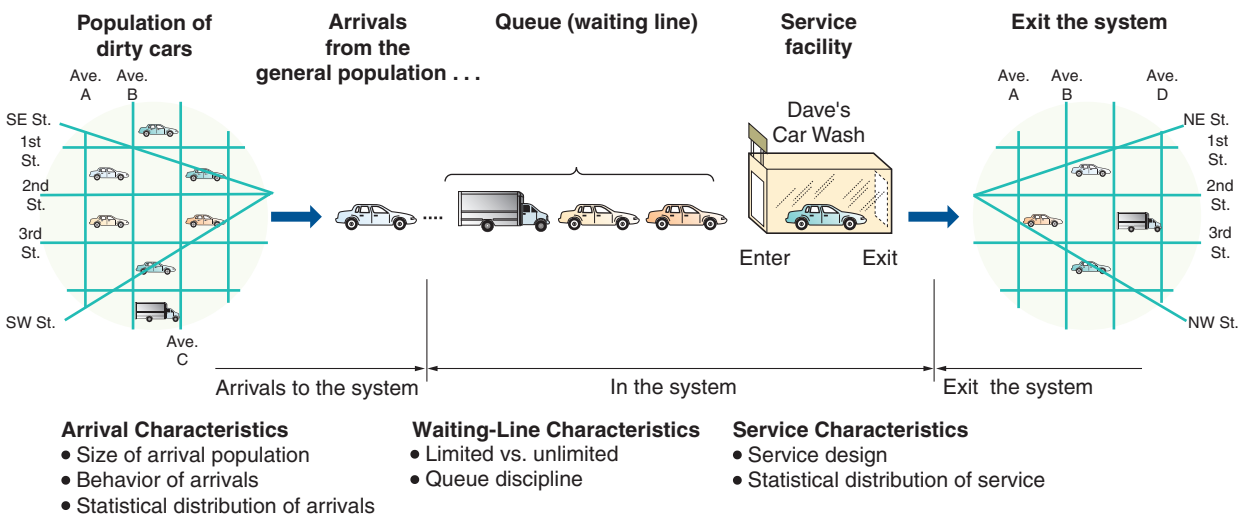 Population of
dirty cars
Arrivals
from the
general population . . .
Queue (waiting line)
Service
facility
Exit the system
Ave.
A
Ave.
B
SE St.
1st
St.
2nd
St.
3rd
St.
SW St.
Ave.
C
Dave's
Car Wash
Enter
Exit
Ave.
A
Ave.
B
Ave.
D
NE St.
1st
St.
2nd
St.
3rd
St.
NW St.
Arrivals to the system
In the system
Exit the system
Arrival Characteristics
• Size of arrival population
• Behavior of arrivals
• Statistical distribution of arrivals
Waiting-Line Characteristics
• Limited vs. unlimited
• Queue discipline
Service Characteristics
• Service design
• Statistical distribution of service